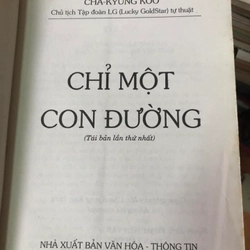 CHA-KYUNG KOO
Chủ tịch Tập đoàn LG (Lucky GoldStar) tự thuật
CHỈ MỘT
CON ĐƯỜNG
(Tái bản lần thứ nhất)
NHÀ XUẤT BẢN VĂN HÓA - THÔNG TIN